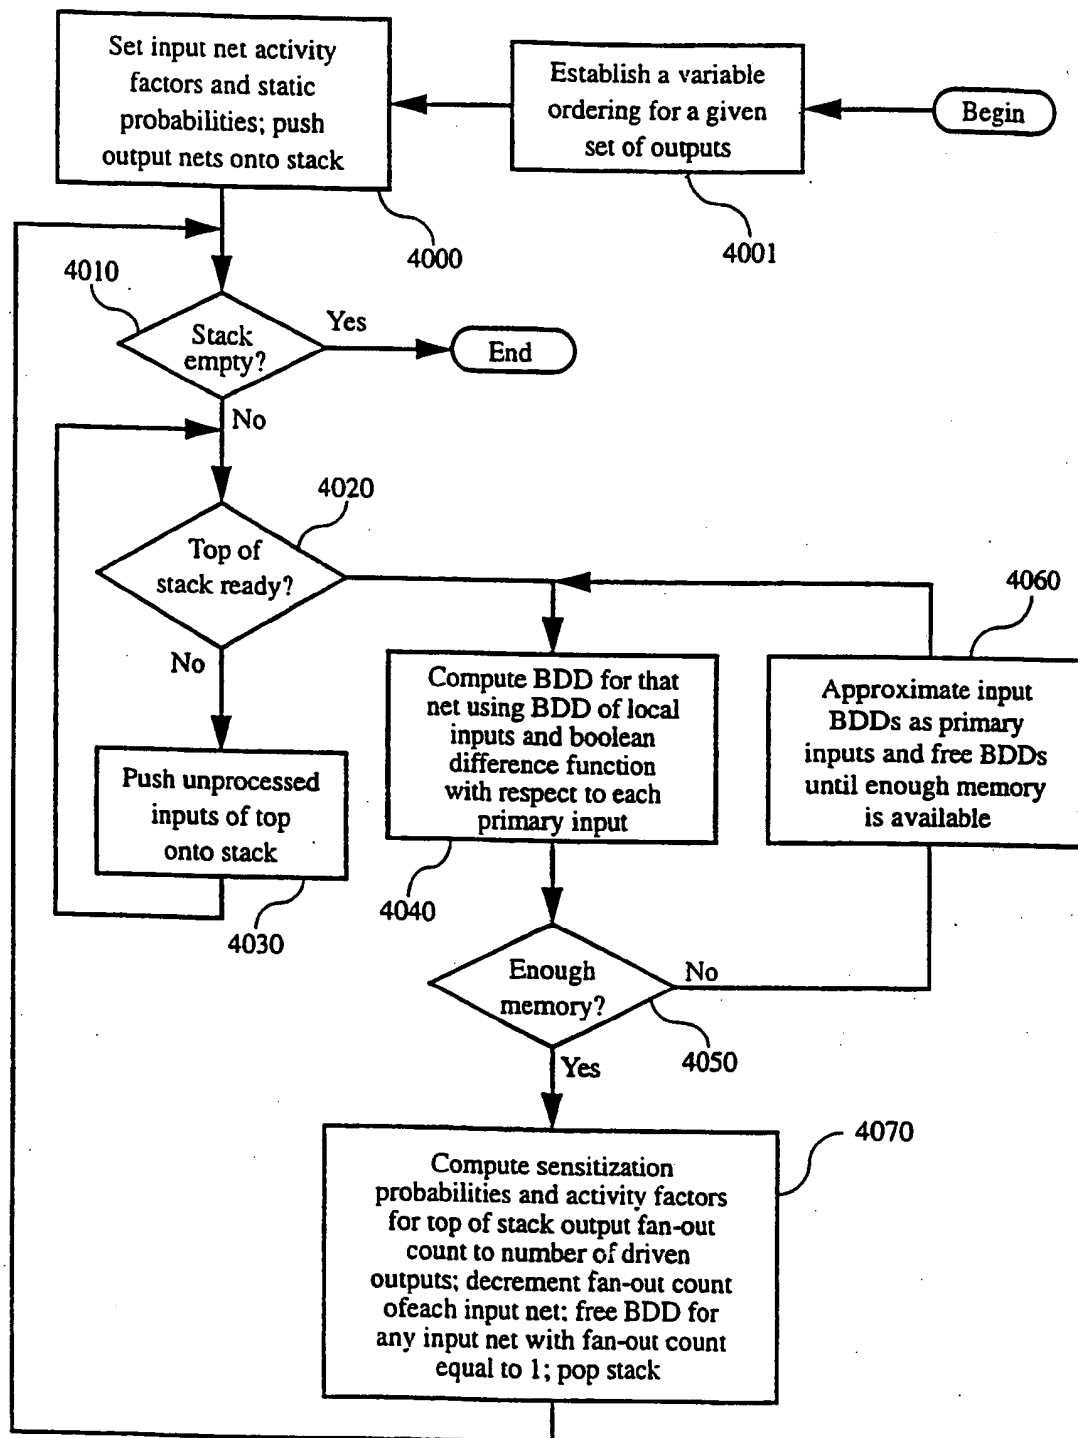 Begin
Establish a variable
ordering for a given
set of outputs
4001
Set input net activity
factors and static
probabilities; push
output nets onto stack
4000
4010
Stack
empty?
Yes
End
No
4020
Top of
stack ready?
No
Push unprocessed
inputs of top
onto stack
4030
Compute BDD for that
net using BDD of local
inputs and boolean
difference function
with respect to each
primary input
4040
4060
Approximate input
BDDs as primary
inputs and free BDDs
until enough memory
is available
Enough
memory?
No
4050
Yes
4070
Compute sensitization
probabilities and activity factors
for top of stack output fan-out
count to number of driven
outputs; decrement fan-out count
ofeach input net: free BDD for
any input net with fan-out count
equal to 1; pop stack